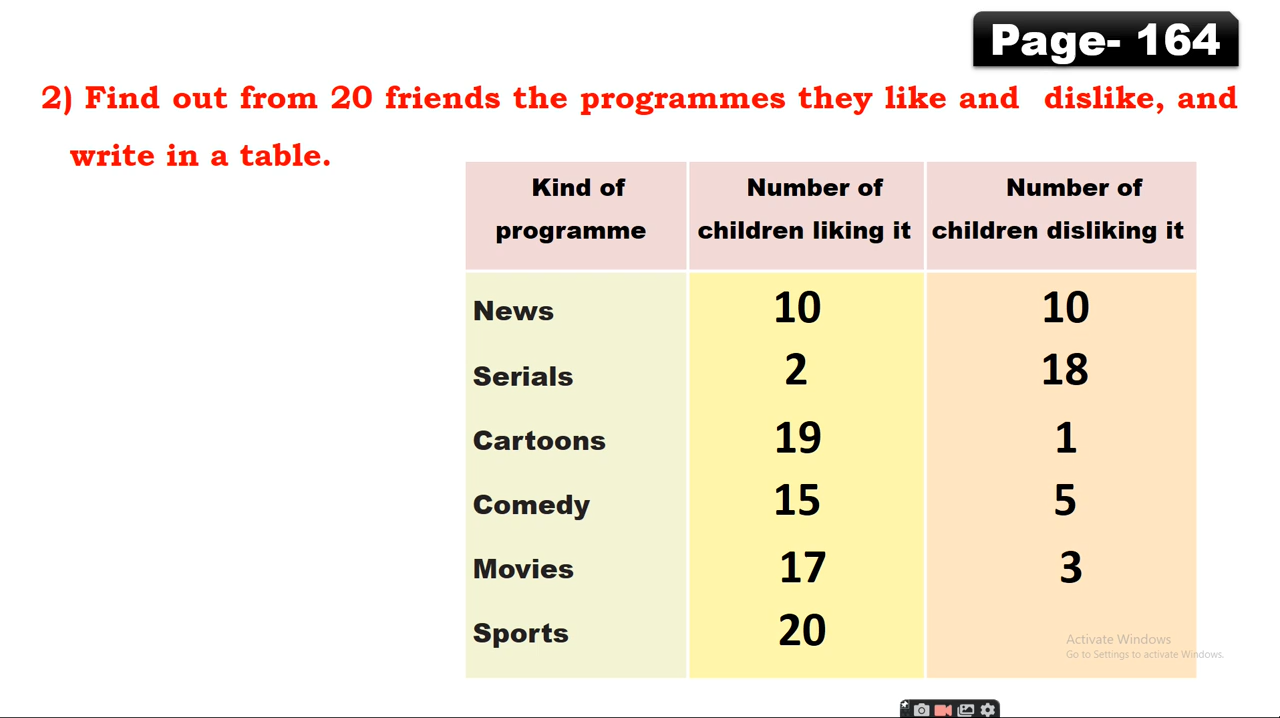 Page- 164
2) Find out from 20 friends the programmes they like and dislike, and
write in a table.
Kind of programme Number of children liking it Number of children disliking it
News 10 10
Serials 2 18
Cartoons 19 1
Comedy 15 5
Movies 17 3
Sports 20
Activate Windows
Go to Settings to activate Windows.